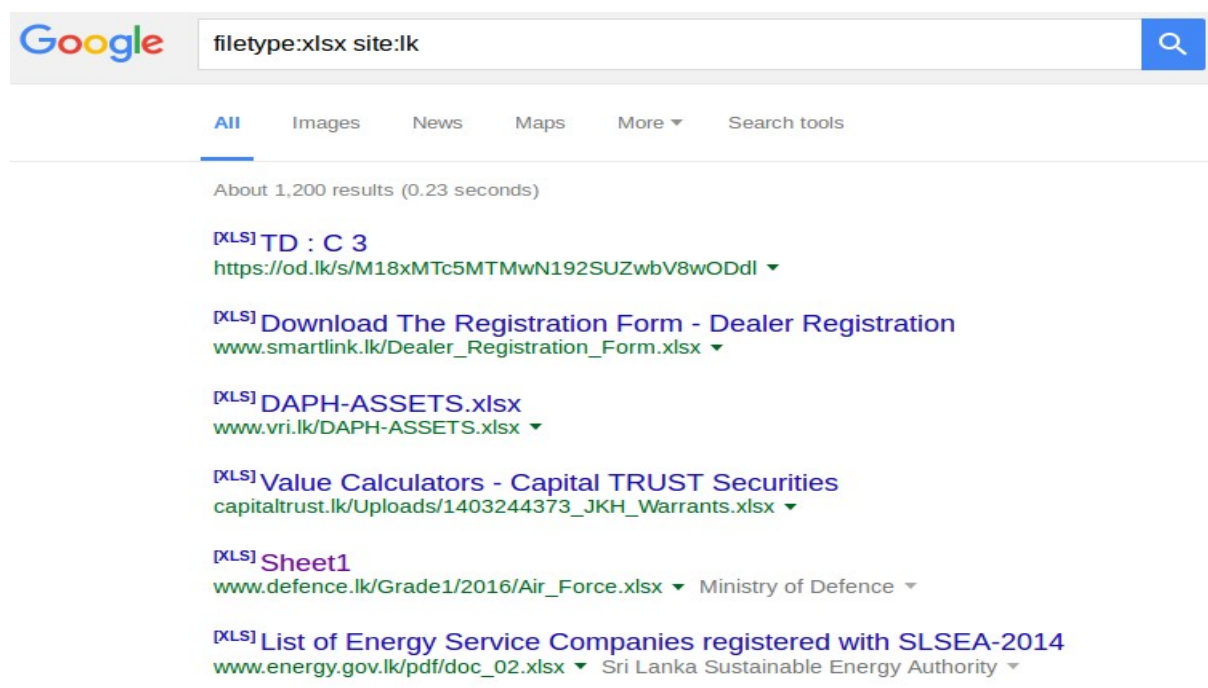 Google filetype:xlsx site:lk
All Images News Maps More Search tools
About 1,200 results (0.23 seconds)
[XLS] TD : C 3
https://od.lk/s/M18xMTc5MTMwN192SUZwbV8wODdl
[XLS] Download The Registration Form - Dealer Registration
www.smartlink.lk/Dealer_Registration_Form.xlsx
[XLS] DAPH-ASSETS.xlsx
www.vri.lk/DAPH-ASSETS.xlsx
[XLS] Value Calculators - Capital TRUST Securities
capitaltrust.lk/Uploads/1403244373_JKH_Warrants.xlsx
[XLS] Sheet1
www.defence.lk/Grade1/2016/Air_Force.xlsx Ministry of Defence
[XLS] List of Energy Service Companies registered with SLSEA-2014
www.energy.gov.lk/pdf/doc_02.xlsx Sri Lanka Sustainable Energy Authority